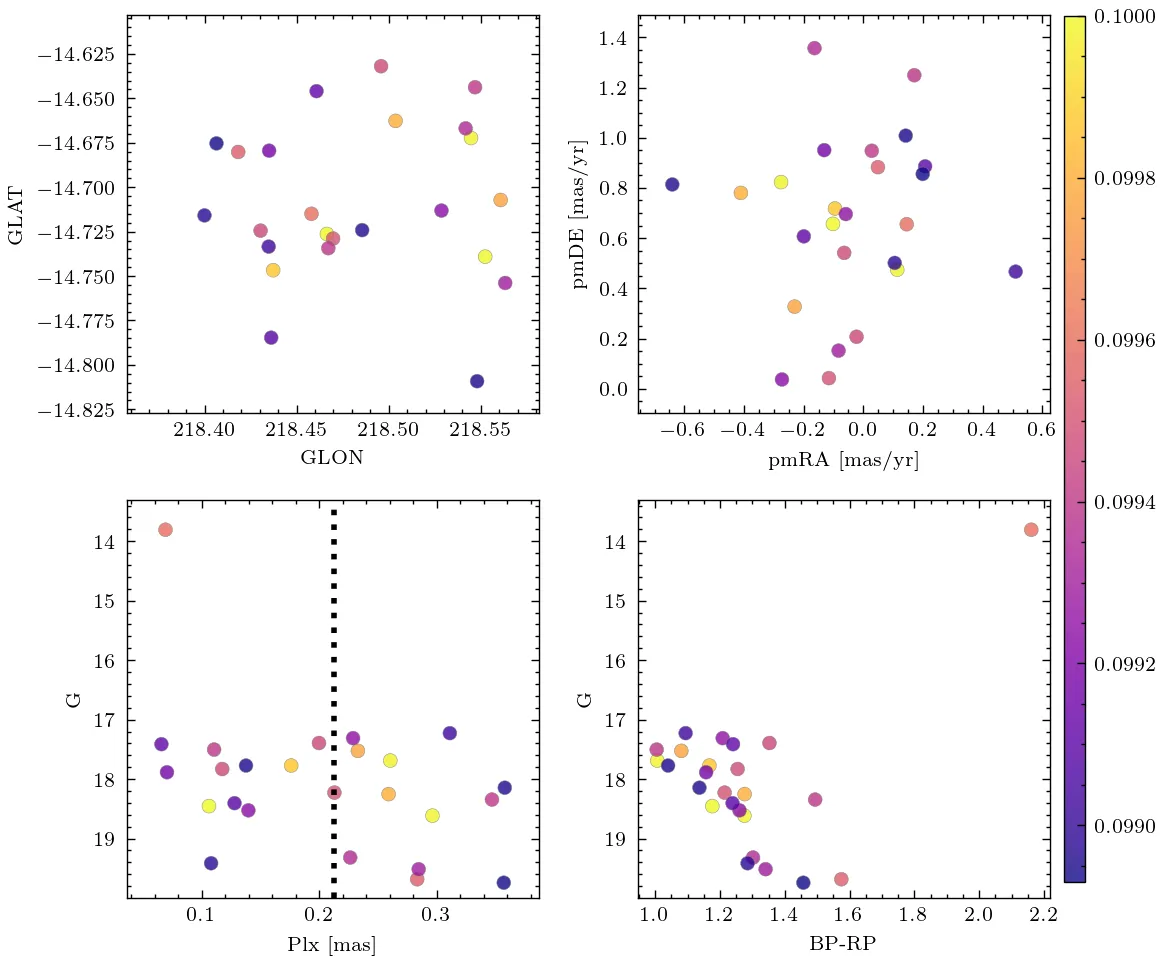 −14.625
−14.650
−14.675
−14.700
−14.725
−14.750
−14.775
−14.800
−14.825
GLAT
218.40 218.45 218.50 218.55
GLON
1.4
1.2
1.0
0.8
0.6
0.4
0.2
0.0
pmDE [mas/yr]
−0.6 −0.4 −0.2 0.0 0.2 0.4 0.6
pmRA [mas/yr]
14
15
16
17
18
19
G
0.1 0.2 0.3
Plx [mas]
14
15
16
17
18
19
G
1.0 1.2 1.4 1.6 1.8 2.0 2.2
BP-RP
0.1000
0.0998
0.0996
0.0994
0.0992
0.0990